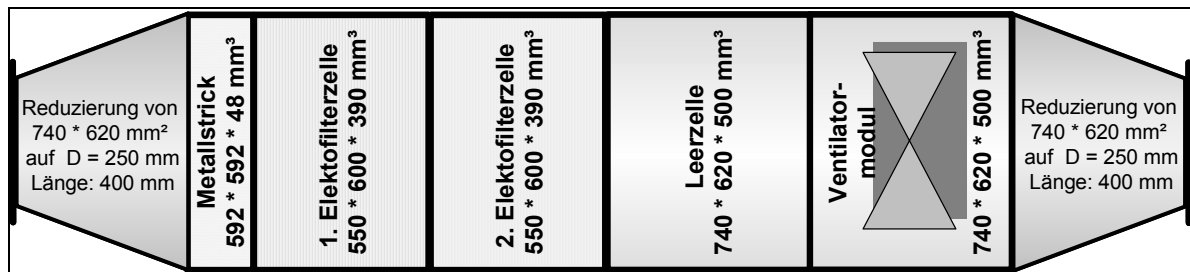 Reduzierung von
740 * 620 mm²
auf D = 250 mm
Länge: 400 mm
Metallstrick
592 * 592 * 48 mm³
1. Elektofilterzelle
550 * 600 * 390 mm³
2. Elektofilterzelle
550 * 600 * 390 mm³
Leerzelle
740 * 620 * 500 mm³
Ventilator-
modul
740 * 620 * 500 mm³
Reduzierung von
740 * 620 mm²
auf D = 250 mm
Länge: 400 mm